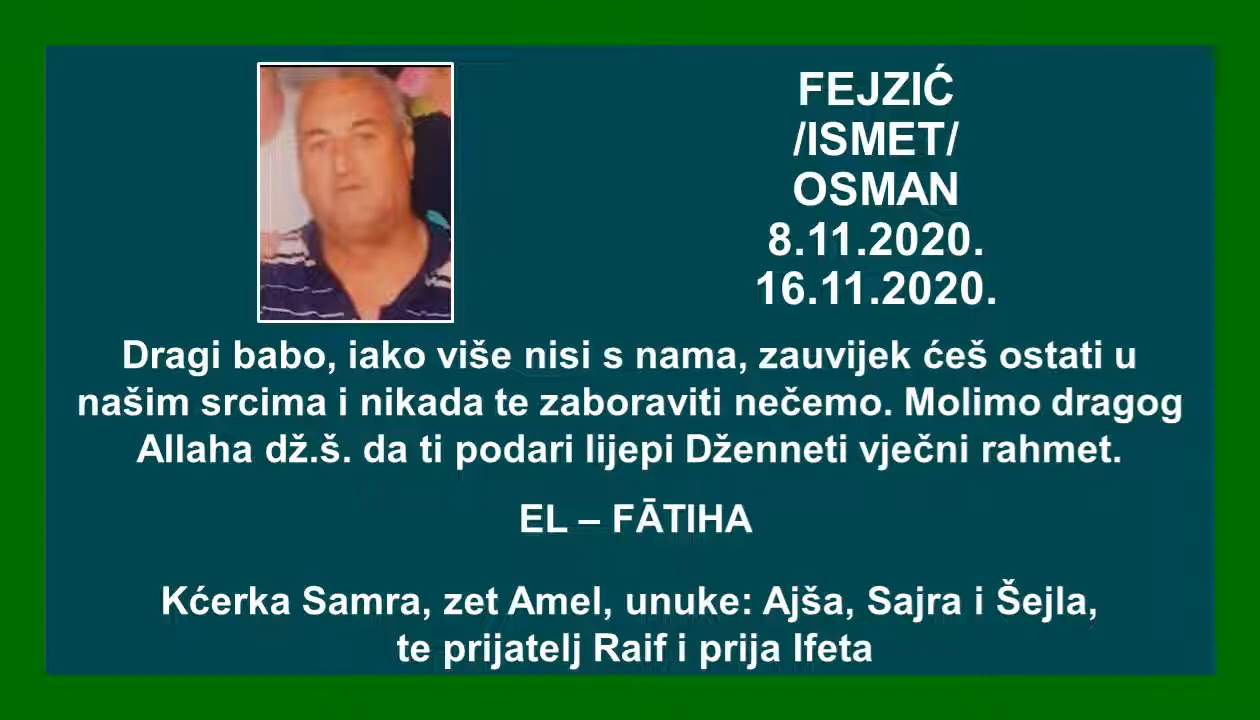 FEJZIĆ
/ISMET/
OSMAN
8.11.2020.
16.11.2020.
Dragi babo, iako više nisi s nama, zauvijek ćeš ostati u
našim srcima i nikada te zaboraviti nečemo. Molimo dragog
Allaha dž.š. da ti podari lijepi Dženneti vječni rahmet.
EL – FĀTIHA
Kćerka Samra, zet Amel, unuke: Ajša, Sajra i Šejla,
te prijatelj Raif i prija Ifeta